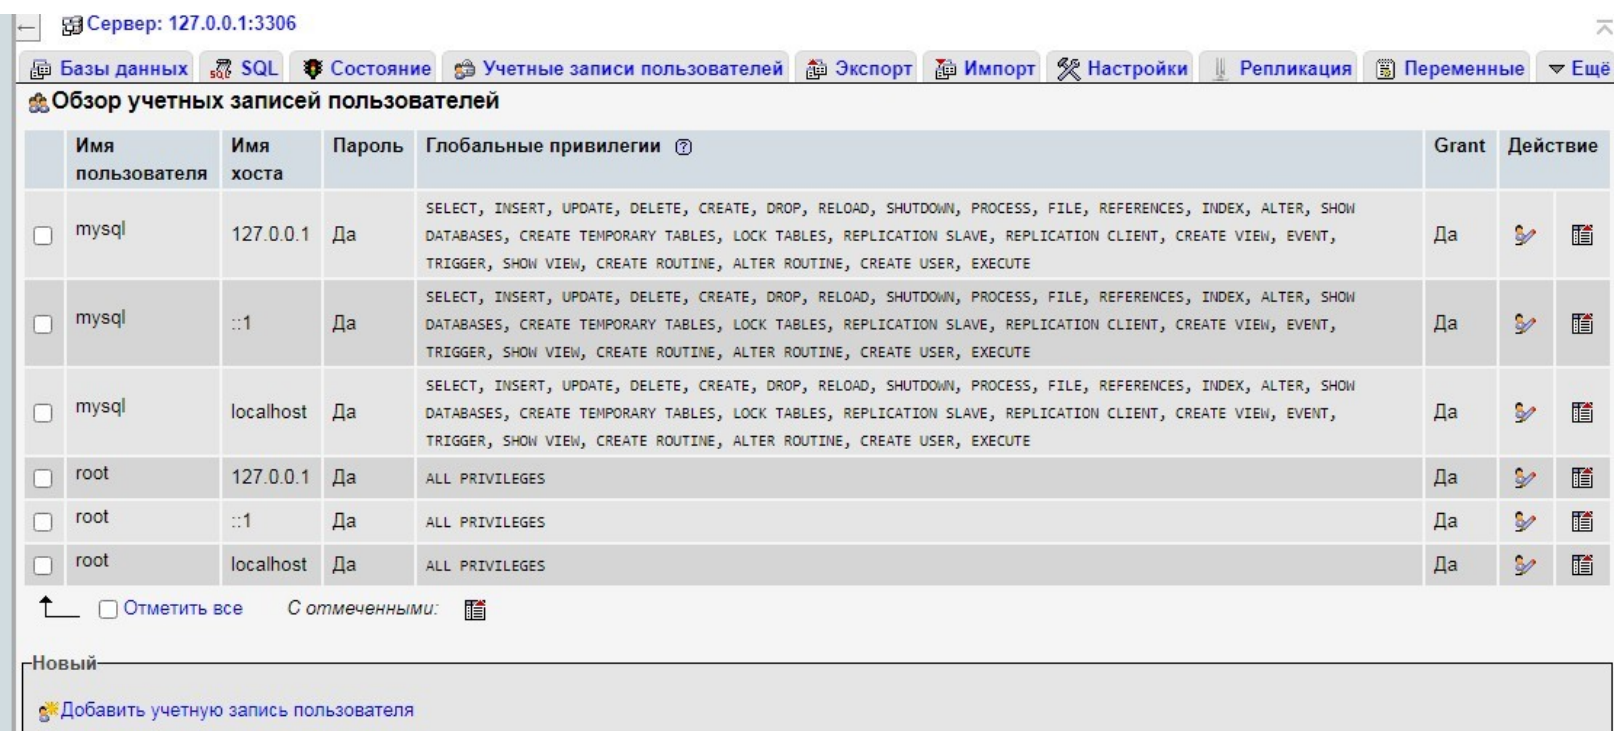 Сервер: 127.0.0.1:3306
Базы данных SQL Состояние Учетные записи пользователей Экспорт Импорт Настройки Репликация Переменные Ещё
Обзор учетных записей пользователей
Имя пользователя Имя хоста Пароль Глобальные привилегии Grant Действие
mysql 127.0.0.1 Да SELECT, INSERT, UPDATE, DELETE, CREATE, DROP, RELOAD, SHUTDOWN, PROCESS, FILE, REFERENCES, INDEX, ALTER, SHOW
DATABASES, CREATE TEMPORARY TABLES, LOCK TABLES, REPLICATION SLAVE, REPLICATION CLIENT, CREATE VIEW, EVENT,
TRIGGER, SHOW VIEW, CREATE ROUTINE, ALTER ROUTINE, CREATE USER, EXECUTE Да
mysql ::1 Да SELECT, INSERT, UPDATE, DELETE, CREATE, DROP, RELOAD, SHUTDOWN, PROCESS, FILE, REFERENCES, INDEX, ALTER, SHOW
DATABASES, CREATE TEMPORARY TABLES, LOCK TABLES, REPLICATION SLAVE, REPLICATION CLIENT, CREATE VIEW, EVENT,
TRIGGER, SHOW VIEW, CREATE ROUTINE, ALTER ROUTINE, CREATE USER, EXECUTE Да
mysql localhost Да SELECT, INSERT, UPDATE, DELETE, CREATE, DROP, RELOAD, SHUTDOWN, PROCESS, FILE, REFERENCES, INDEX, ALTER, SHOW
DATABASES, CREATE TEMPORARY TABLES, LOCK TABLES, REPLICATION SLAVE, REPLICATION CLIENT, CREATE VIEW, EVENT,
TRIGGER, SHOW VIEW, CREATE ROUTINE, ALTER ROUTINE, CREATE USER, EXECUTE Да
root 127.0.0.1 Да ALL PRIVILEGES Да
root ::1 Да ALL PRIVILEGES Да
root localhost Да ALL PRIVILEGES Да
Отметить все С отмеченными:
Новый
Добавить учетную запись пользователя